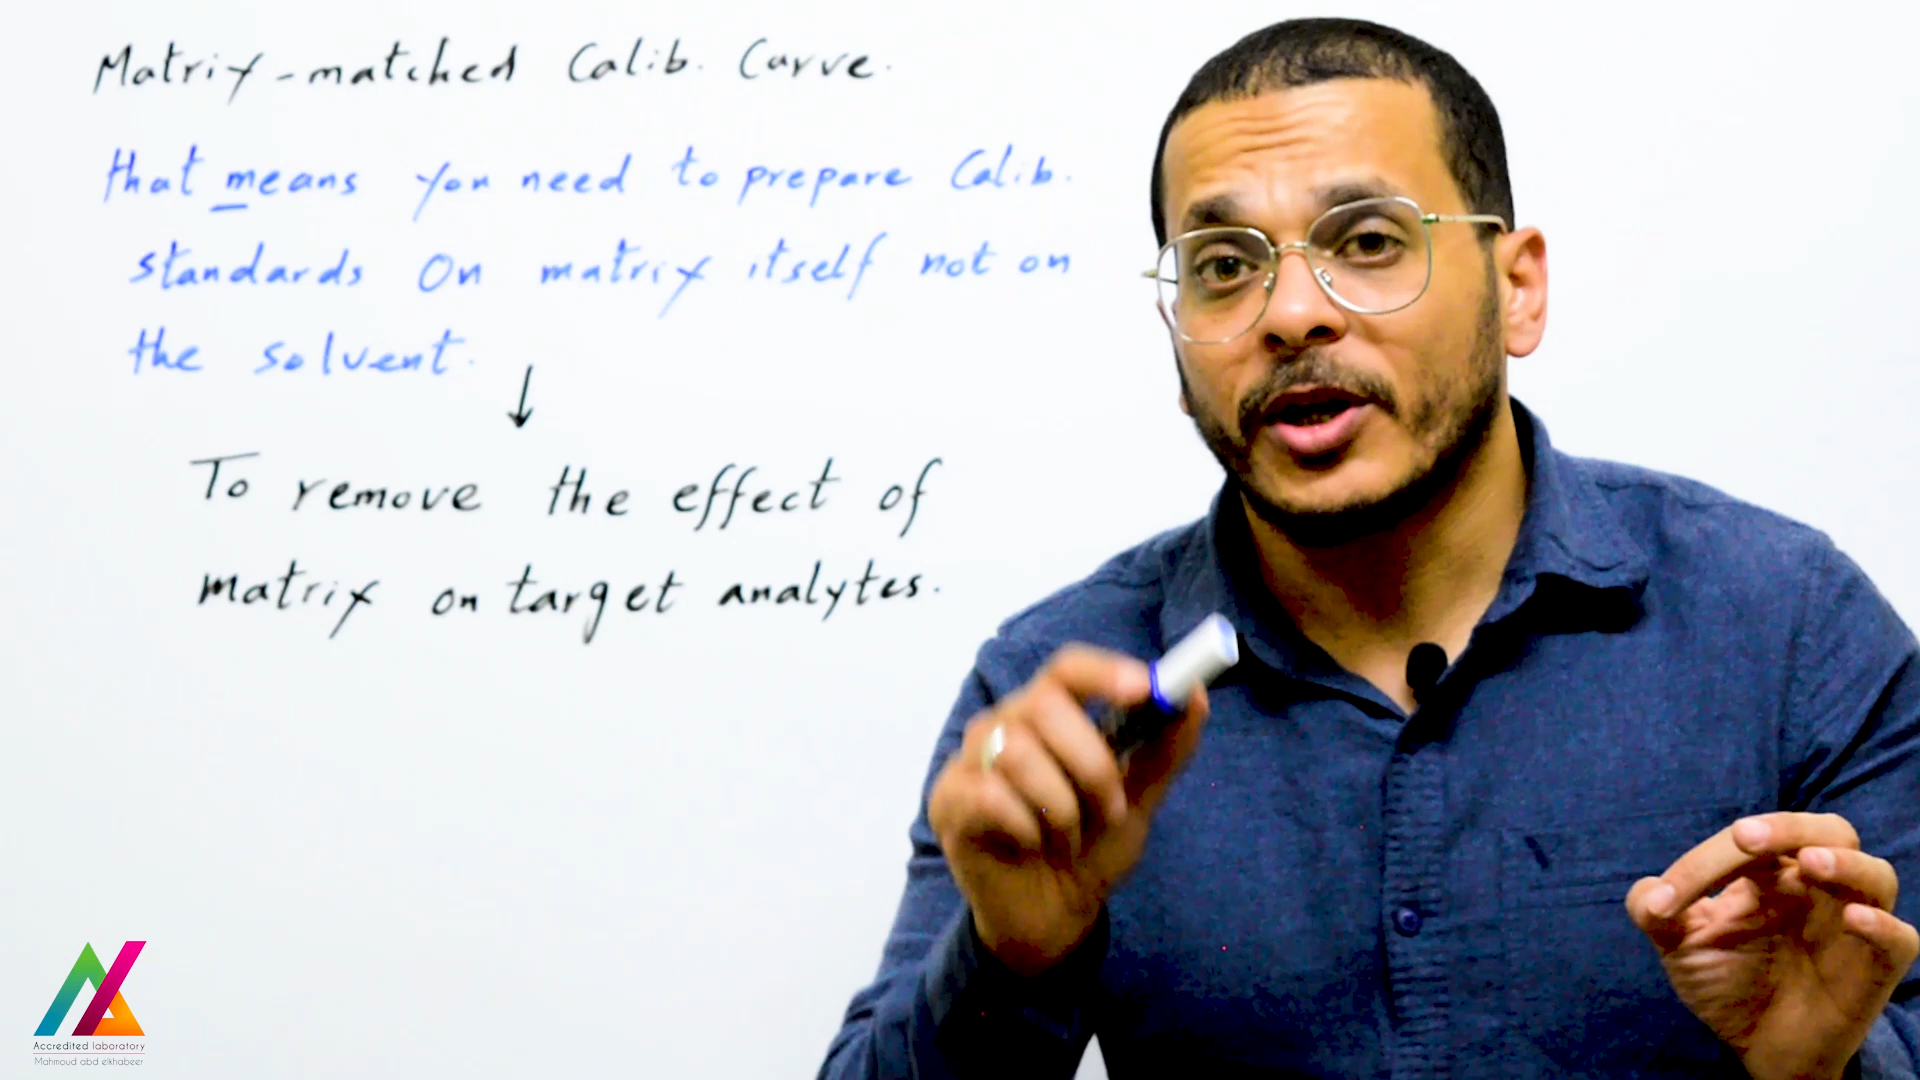 Matrix-matched Calib. Curve.
that means you need to prepare Calib.
standards On matrix itself not on
the solvent.
To remove the effect of
matrix on target analytes.
Accredited laboratory
Mahmoud abd elkhabeer